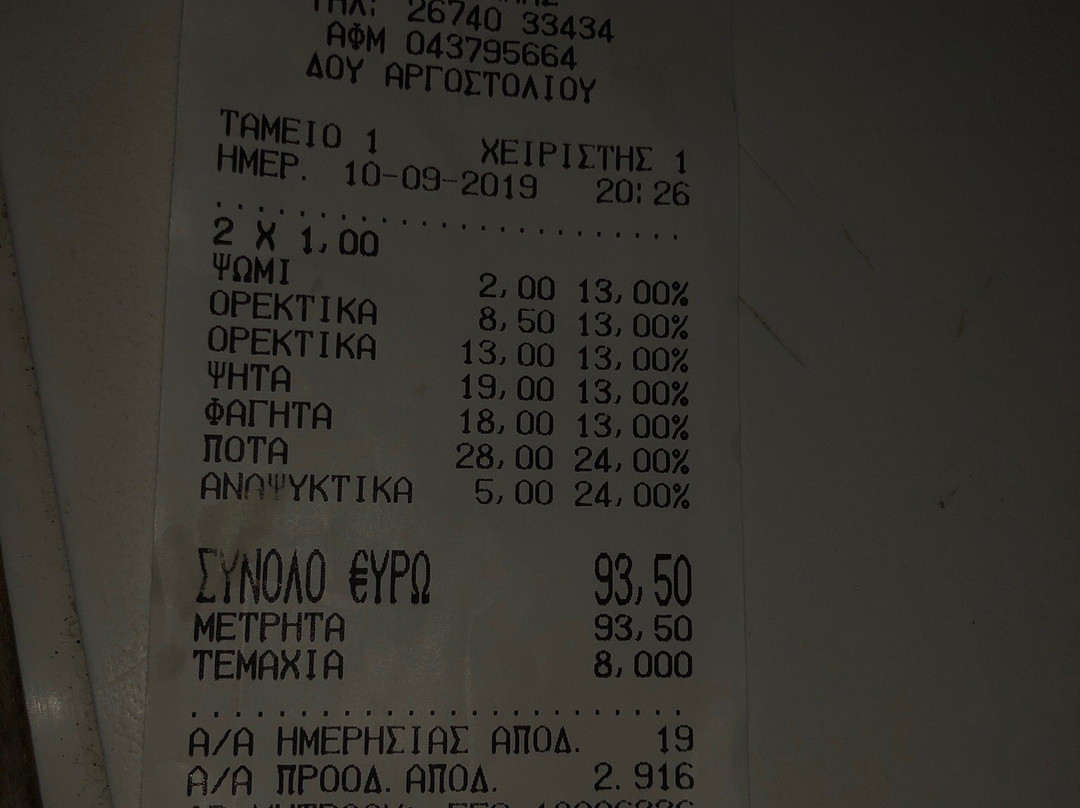 ΤΗΛ: 26740 33434
ΑΦΜ 043795664
ΔΟΥ ΑΡΓΟΣΤΟΛΙΟΥ
ΤΑΜΕΙΟ 1 ΧΕΙΡΙΣΤΗΣ 1
ΗΜΕΡ. 10-09-2019 20:26
2 X 1,00
ΨΩΜΙ 2,00 13,00%
ΟΡΕΚΤΙΚΑ 8,50 13,00%
ΟΡΕΚΤΙΚΑ 13,00 13,00%
ΨΗΤΑ 19,00 13,00%
ΦΑΓΗΤΑ 18,00 13,00%
ΠΟΤΑ 28,00 24,00%
ΑΝΑΨΥΚΤΙΚΑ 5,00 24,00%
ΣΥΝΟΛΟ €ΥΡΩ 93,50
ΜΕΤΡΗΤΑ 93,50
ΤΕΜΑΧΙΑ 8,000
Α/Α ΗΜΕΡΗΣΙΑΣ ΑΠΟΔ. 19
Α/Α ΠΡΟΟΔ. ΑΠΟΔ. 2.916